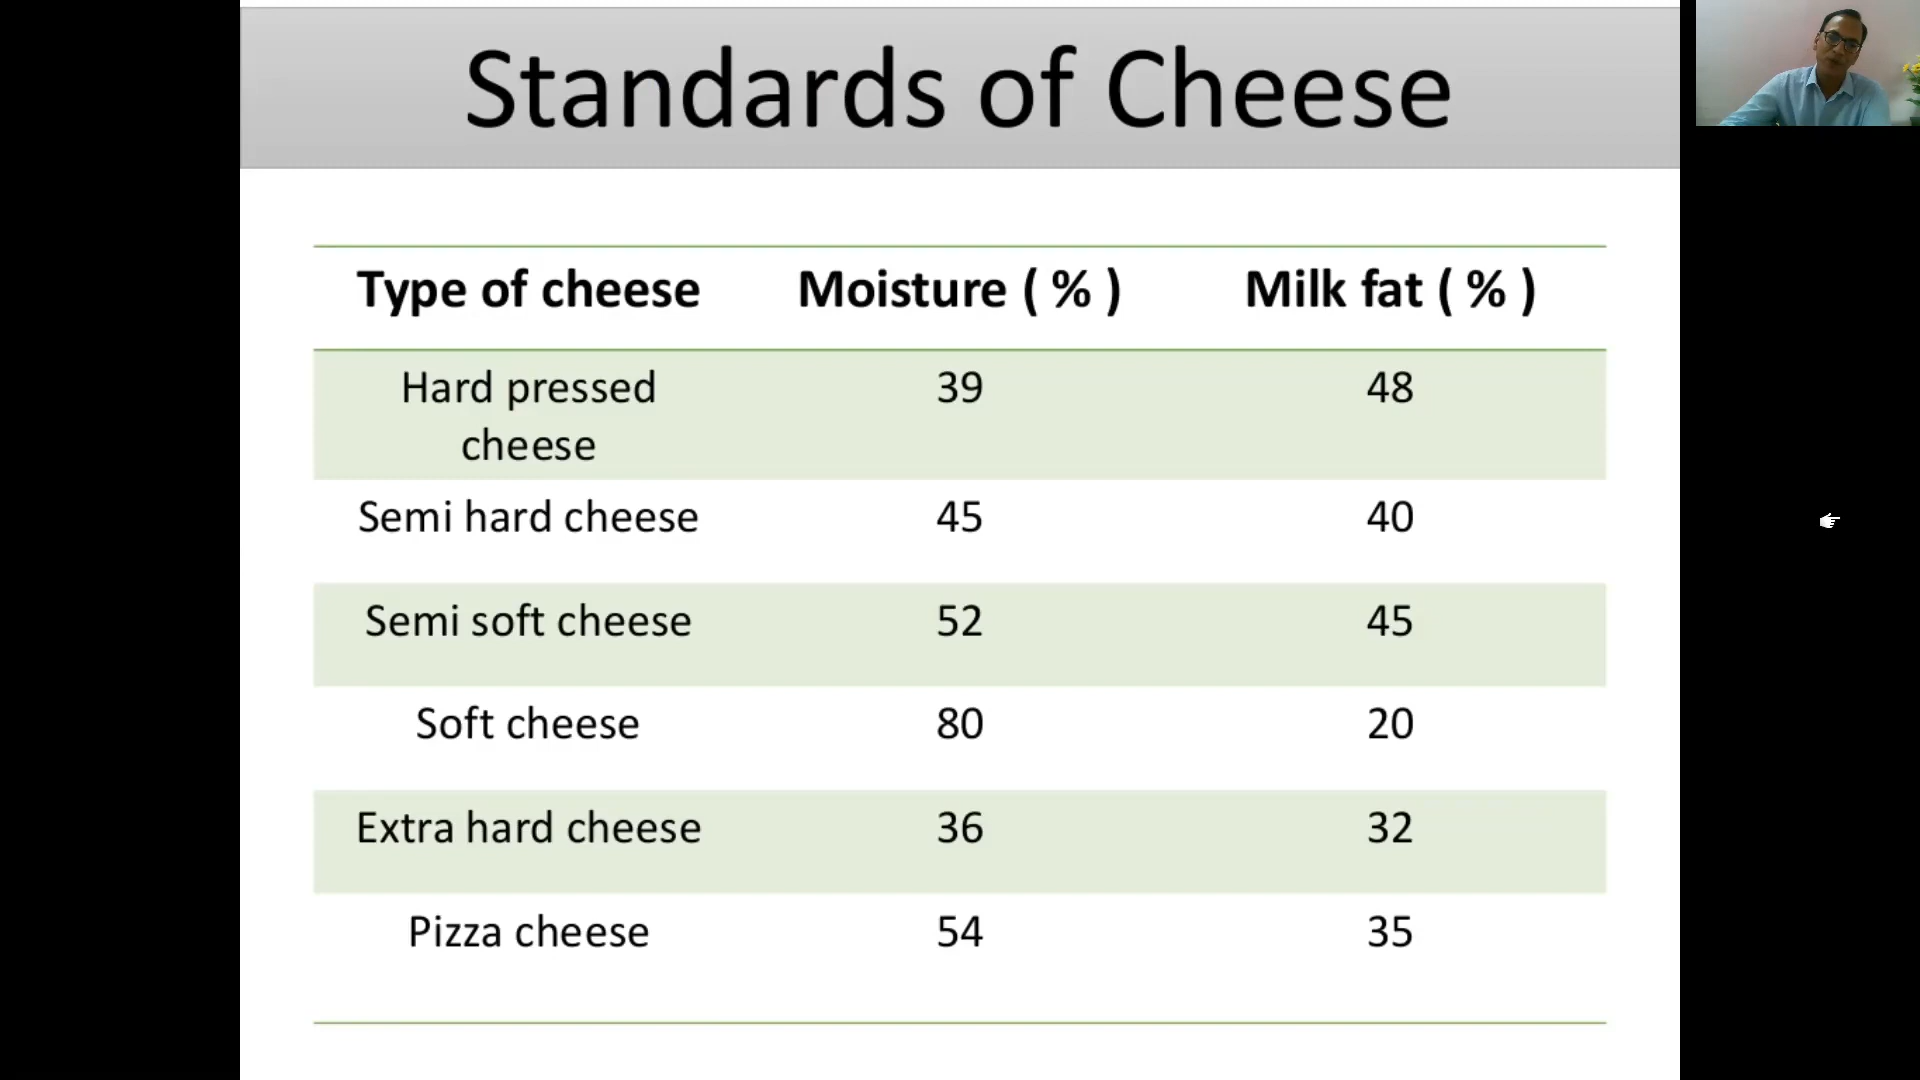 Standards of Cheese
Type of cheese Moisture ( % ) Milk fat ( % )
Hard pressed cheese 39 48
Semi hard cheese 45 40
Semi soft cheese 52 45
Soft cheese 80 20
Extra hard cheese 36 32
Pizza cheese 54 35